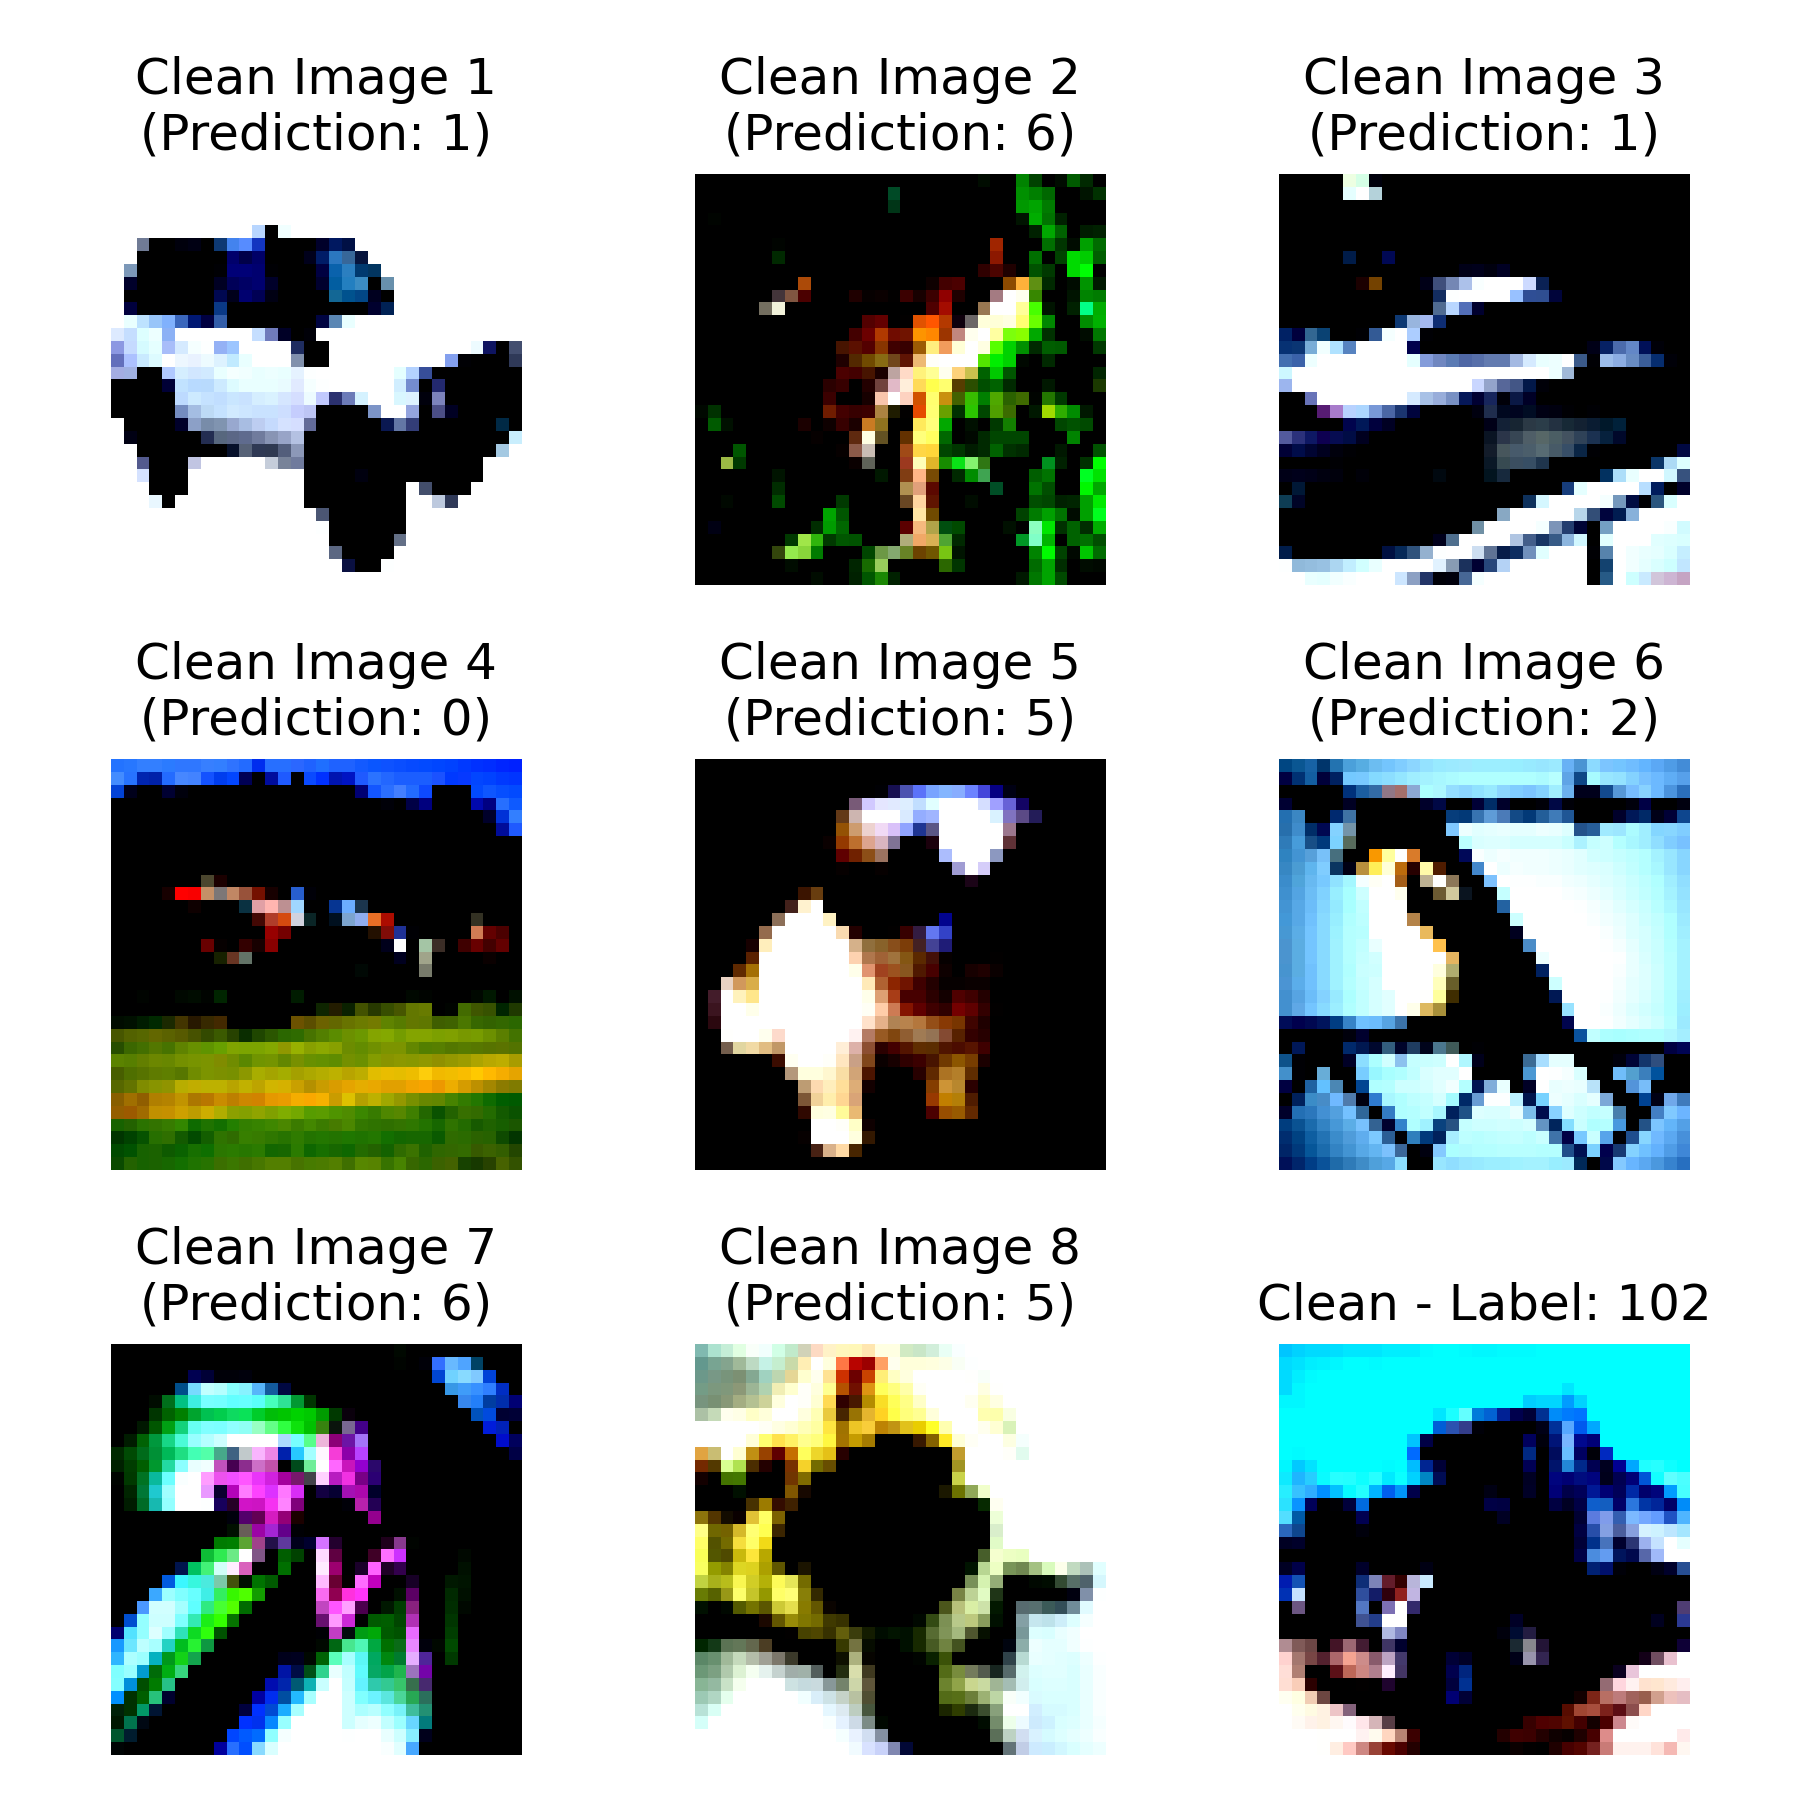 Clean Image 1
(Prediction: 1)
Clean Image 2
(Prediction: 6)
Clean Image 3
(Prediction: 1)
Clean Image 4
(Prediction: 0)
Clean Image 5
(Prediction: 5)
Clean Image 6
(Prediction: 2)
Clean Image 7
(Prediction: 6)
Clean Image 8
(Prediction: 5)
Clean - Label: 102